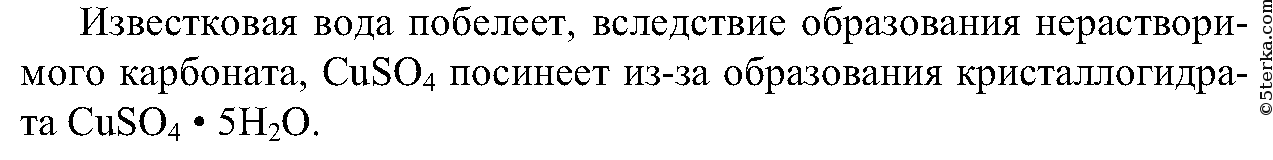 Известковая вода побелеет, вследствие образования нераствори-
мого карбоната, CuSO₄ посинеет из-за образования кристаллогидра-
та CuSO₄ • 5H₂O.
©5terka.com